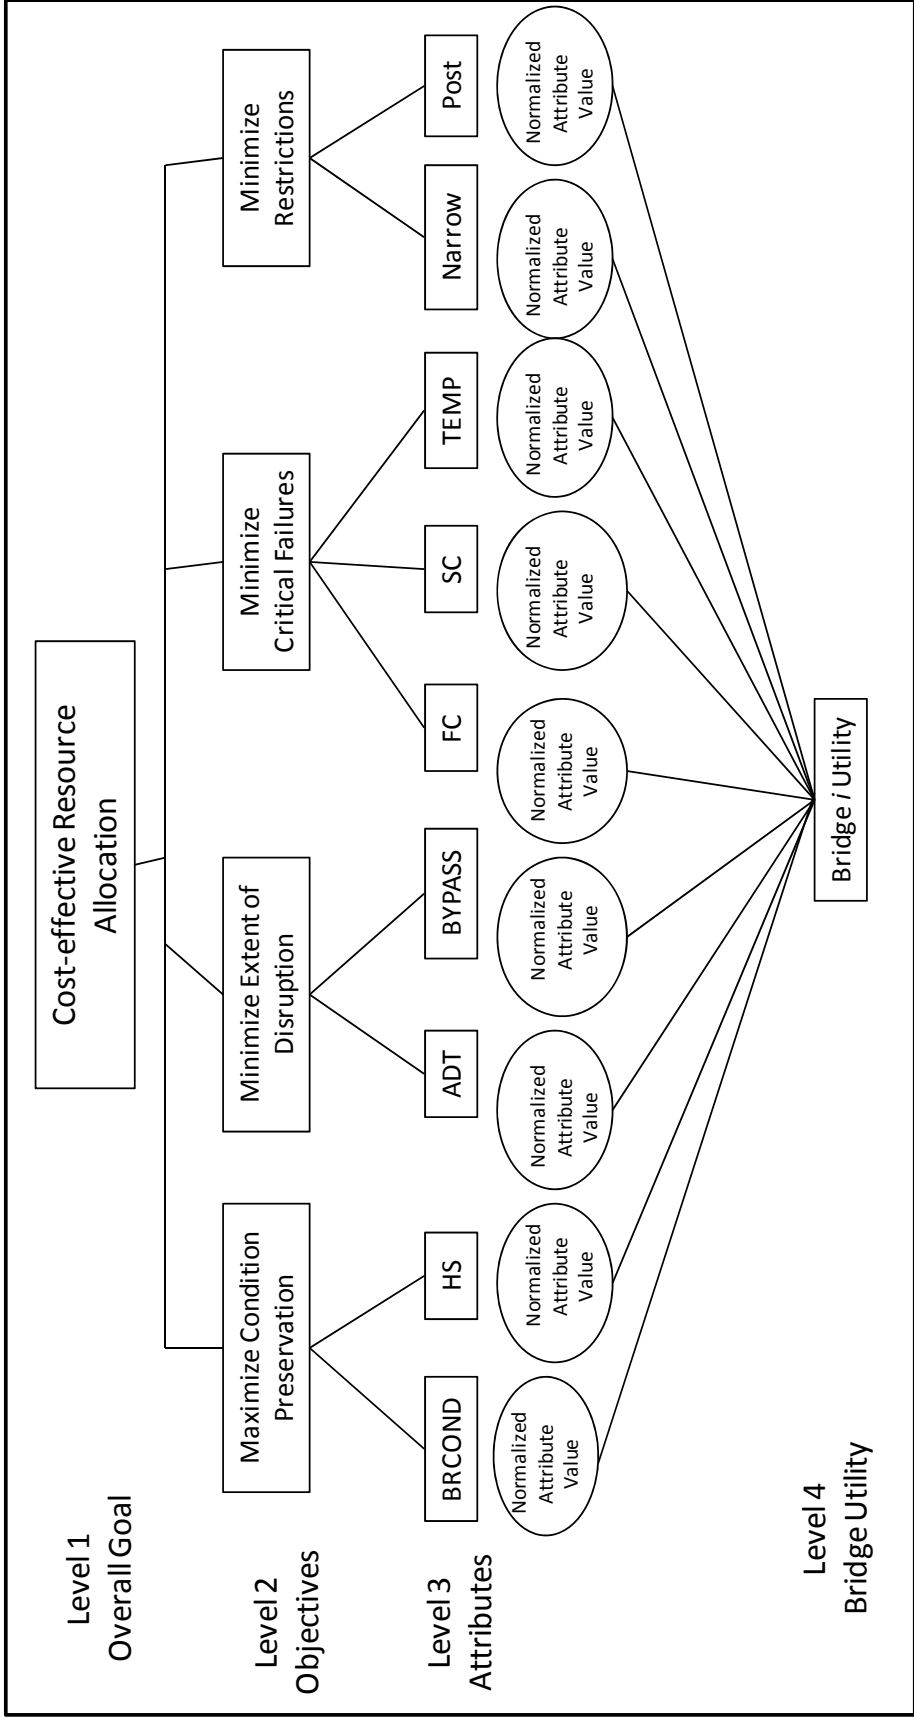 Level 1
Overall Goal
Cost-effective Resource
Allocation
Level 2
Objectives
Maximize Condition
Preservation
Minimize Extent of
Disruption
Minimize
Critical Failures
Minimize
Restrictions
Level 3
Attributes
BRCOND
HS
ADT
BYPASS
FC
SC
TEMP
Narrow
Post
Normalized
Attribute
Value
Normalized
Attribute
Value
Normalized
Attribute
Value
Normalized
Attribute
Value
Normalized
Attribute
Value
Normalized
Attribute
Value
Normalized
Attribute
Value
Normalized
Attribute
Value
Normalized
Attribute
Value
Level 4
Bridge Utility
Bridge i Utility